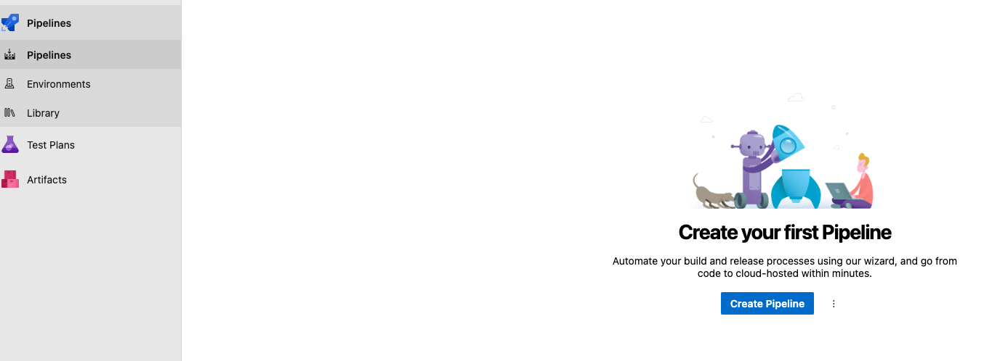 Pipelines
Pipelines
Environments
Library
Test Plans
Artifacts
Create your first Pipeline
Automate your build and release processes using our wizard, and go from
code to cloud-hosted within minutes.
Create Pipeline